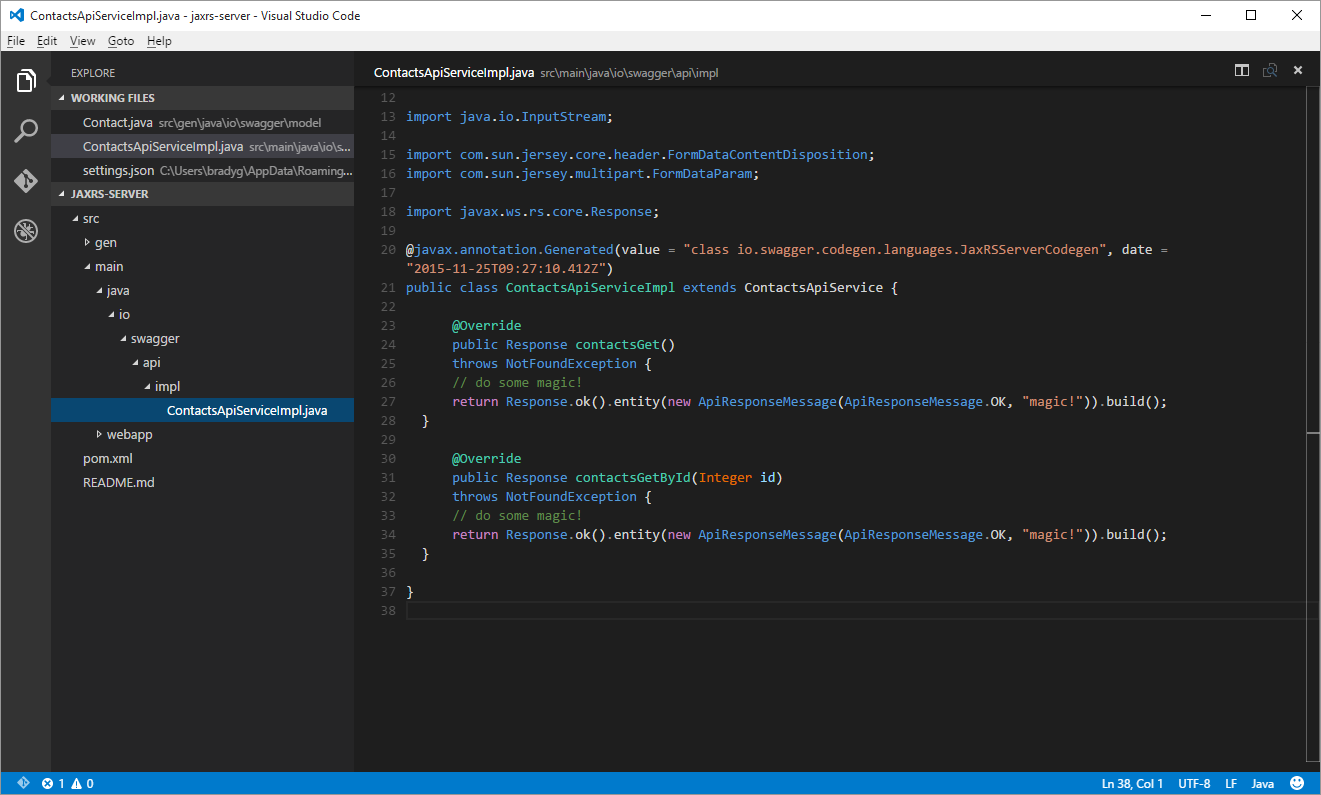 ContactsApiServiceImpl.java - jaxrs-server - Visual Studio Code
File Edit View Goto Help
EXPLORE
WORKING FILES
Contact.java src\gen\java\io\swagger\model
ContactsApiServiceImpl.java src\main\java\io\s...
settings.json C:\Users\bradyg\AppData\Roaming...
JAXRS-SERVER
src
gen
main
java
io
swagger
api
impl
ContactsApiServiceImpl.java
webapp
pom.xml
README.md
ContactsApiServiceImpl.java src\main\java\io\swagger\api\impl
12
13 import java.io.InputStream;
14
15 import com.sun.jersey.core.header.FormDataContentDisposition;
16 import com.sun.jersey.multipart.FormDataParam;
17
18 import javax.ws.rs.core.Response;
19
20 @javax.annotation.Generated(value = "class io.swagger.codegen.languages.JaxRSServerCodegen", date =
"2015-11-25T09:27:10.412Z")
21 public class ContactsApiServiceImpl extends ContactsApiService {
22
23 @Override
24 public Response contactsGet()
25 throws NotFoundException {
26 // do some magic!
27 return Response.ok().entity(new ApiResponseMessage(ApiResponseMessage.OK, "magic!")).build();
28 }
29
30 @Override
31 public Response contactsGetById(Integer id)
32 throws NotFoundException {
33 // do some magic!
34 return Response.ok().entity(new ApiResponseMessage(ApiResponseMessage.OK, "magic!")).build();
35 }
36
37 }
38
1 0 Ln 38, Col 1 UTF-8 LF Java